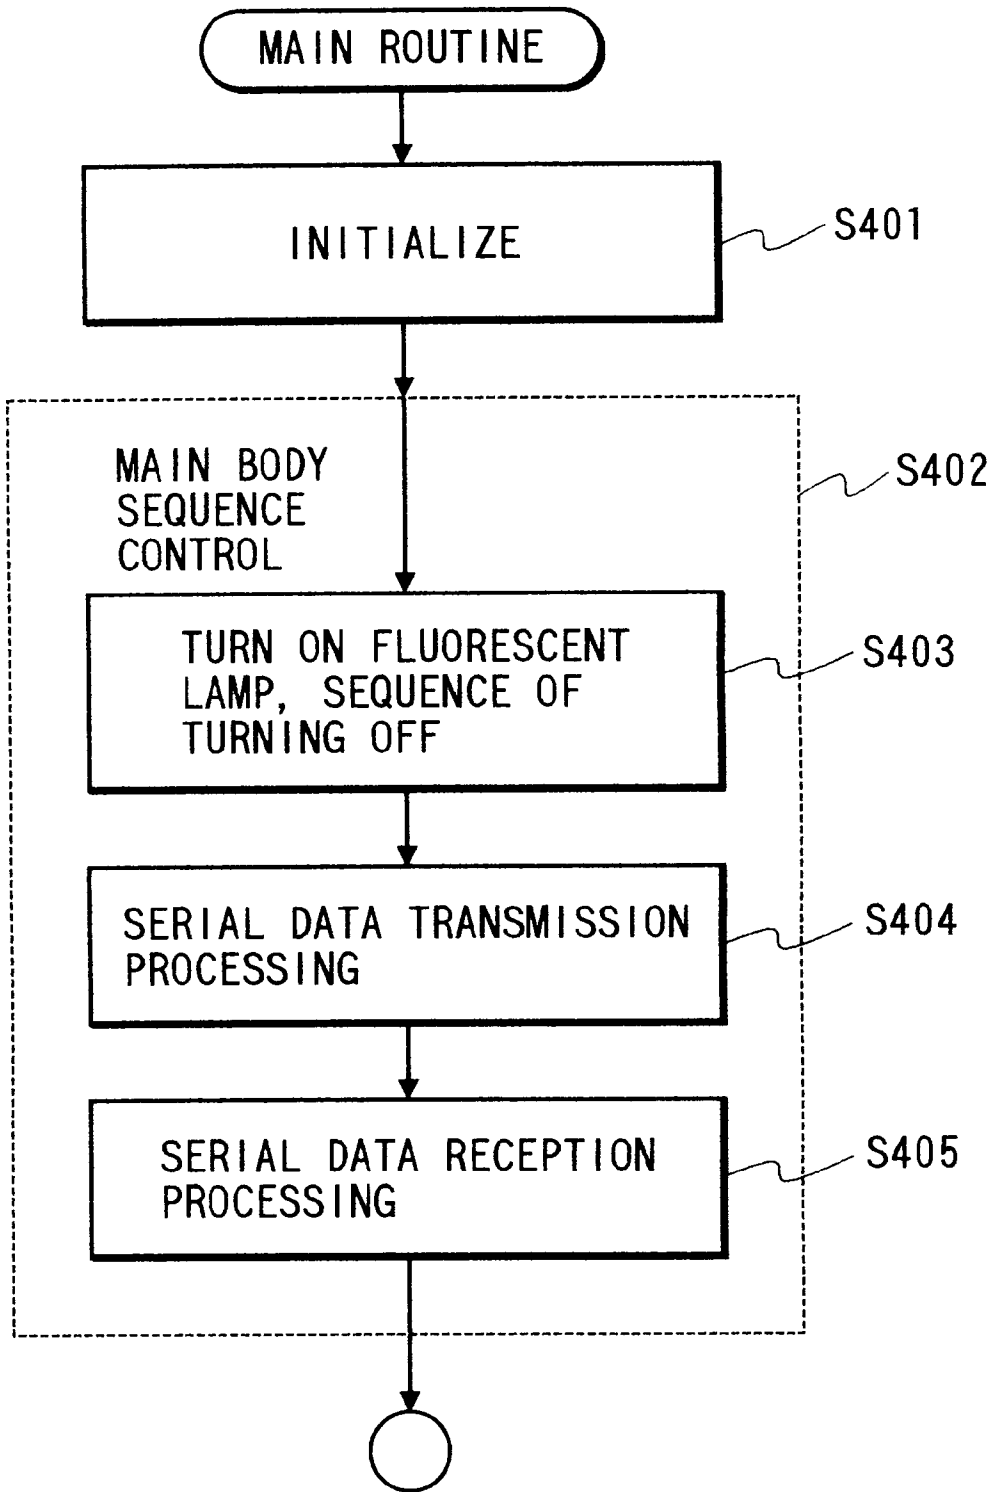 MAIN ROUTINE
INITIALIZE
S401
MAIN BODY
SEQUENCE
CONTROL
S402
TURN ON FLUORESCENT
LAMP, SEQUENCE OF
TURNING OFF
S403
SERIAL DATA TRANSMISSION
PROCESSING
S404
SERIAL DATA RECEPTION
PROCESSING
S405